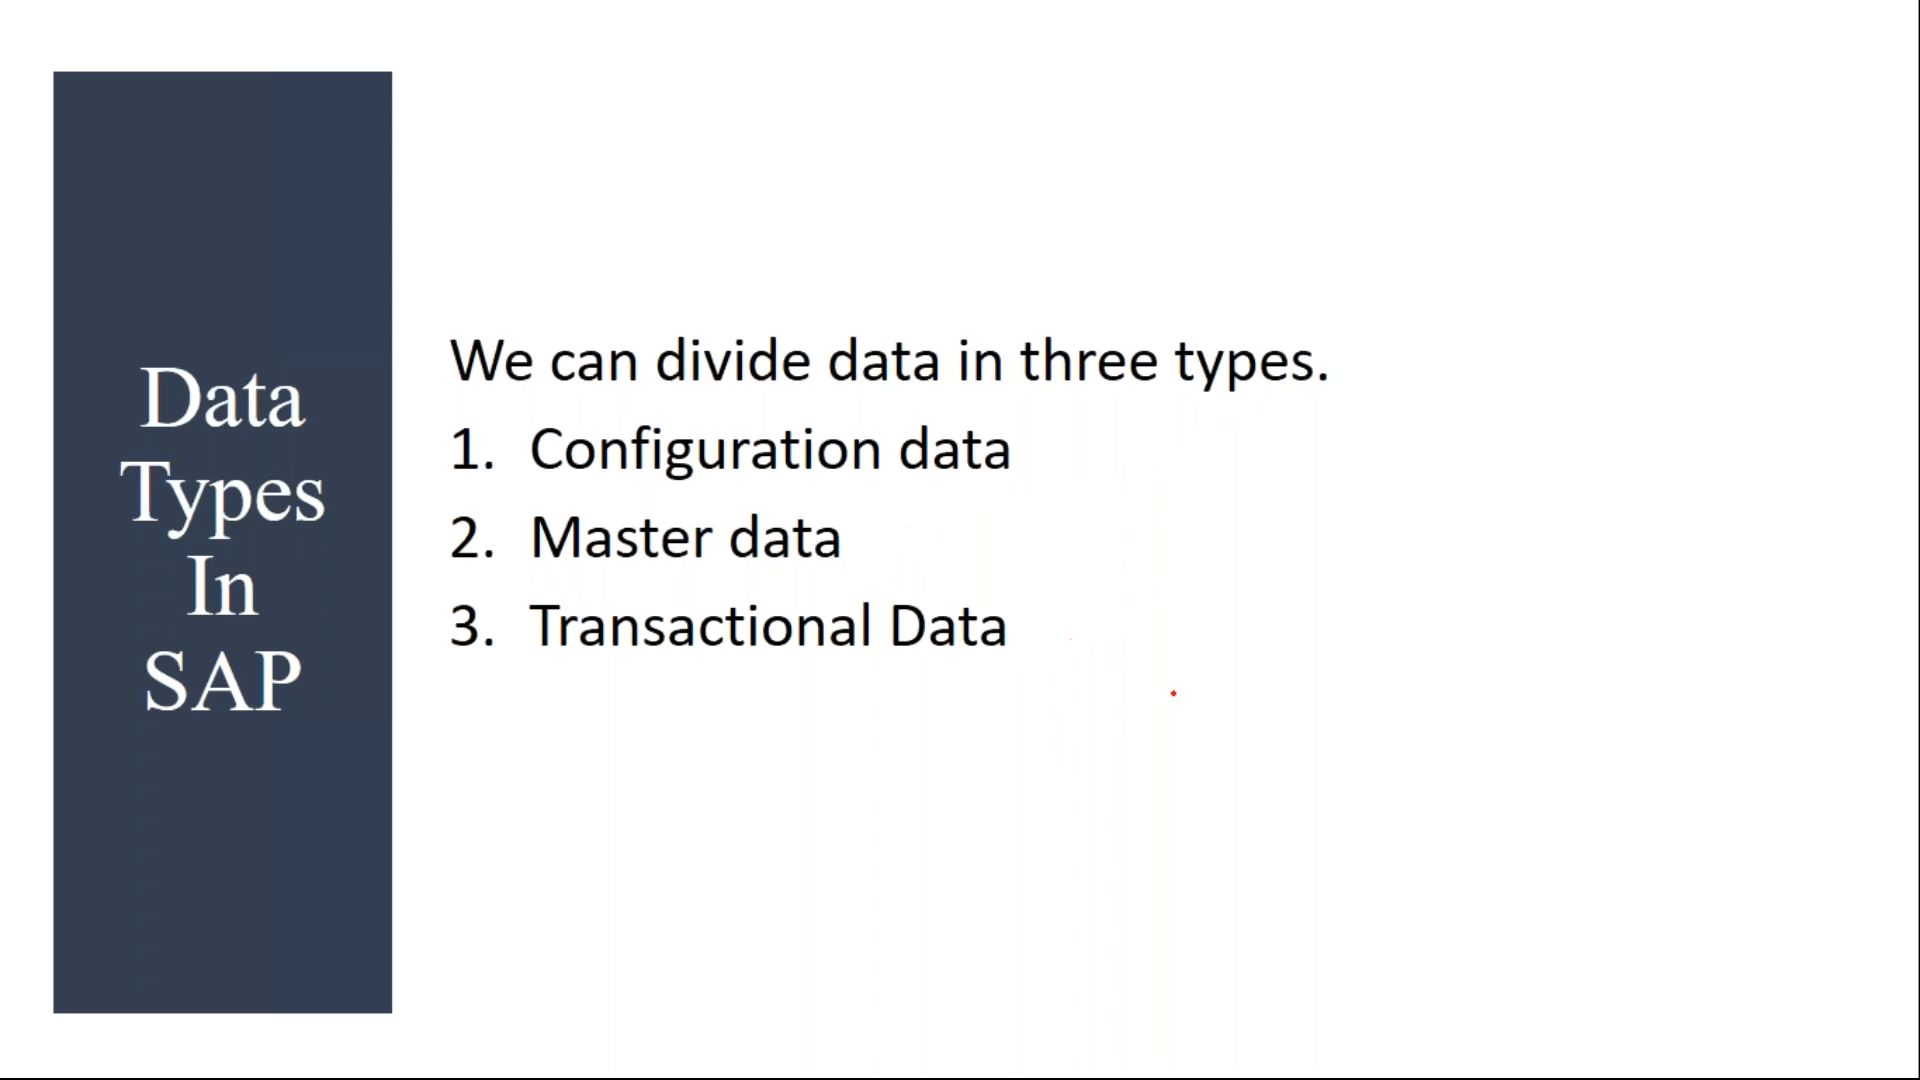 Data
Types
In
SAP
We can divide data in three types.
1. Configuration data
2. Master data
3. Transactional Data